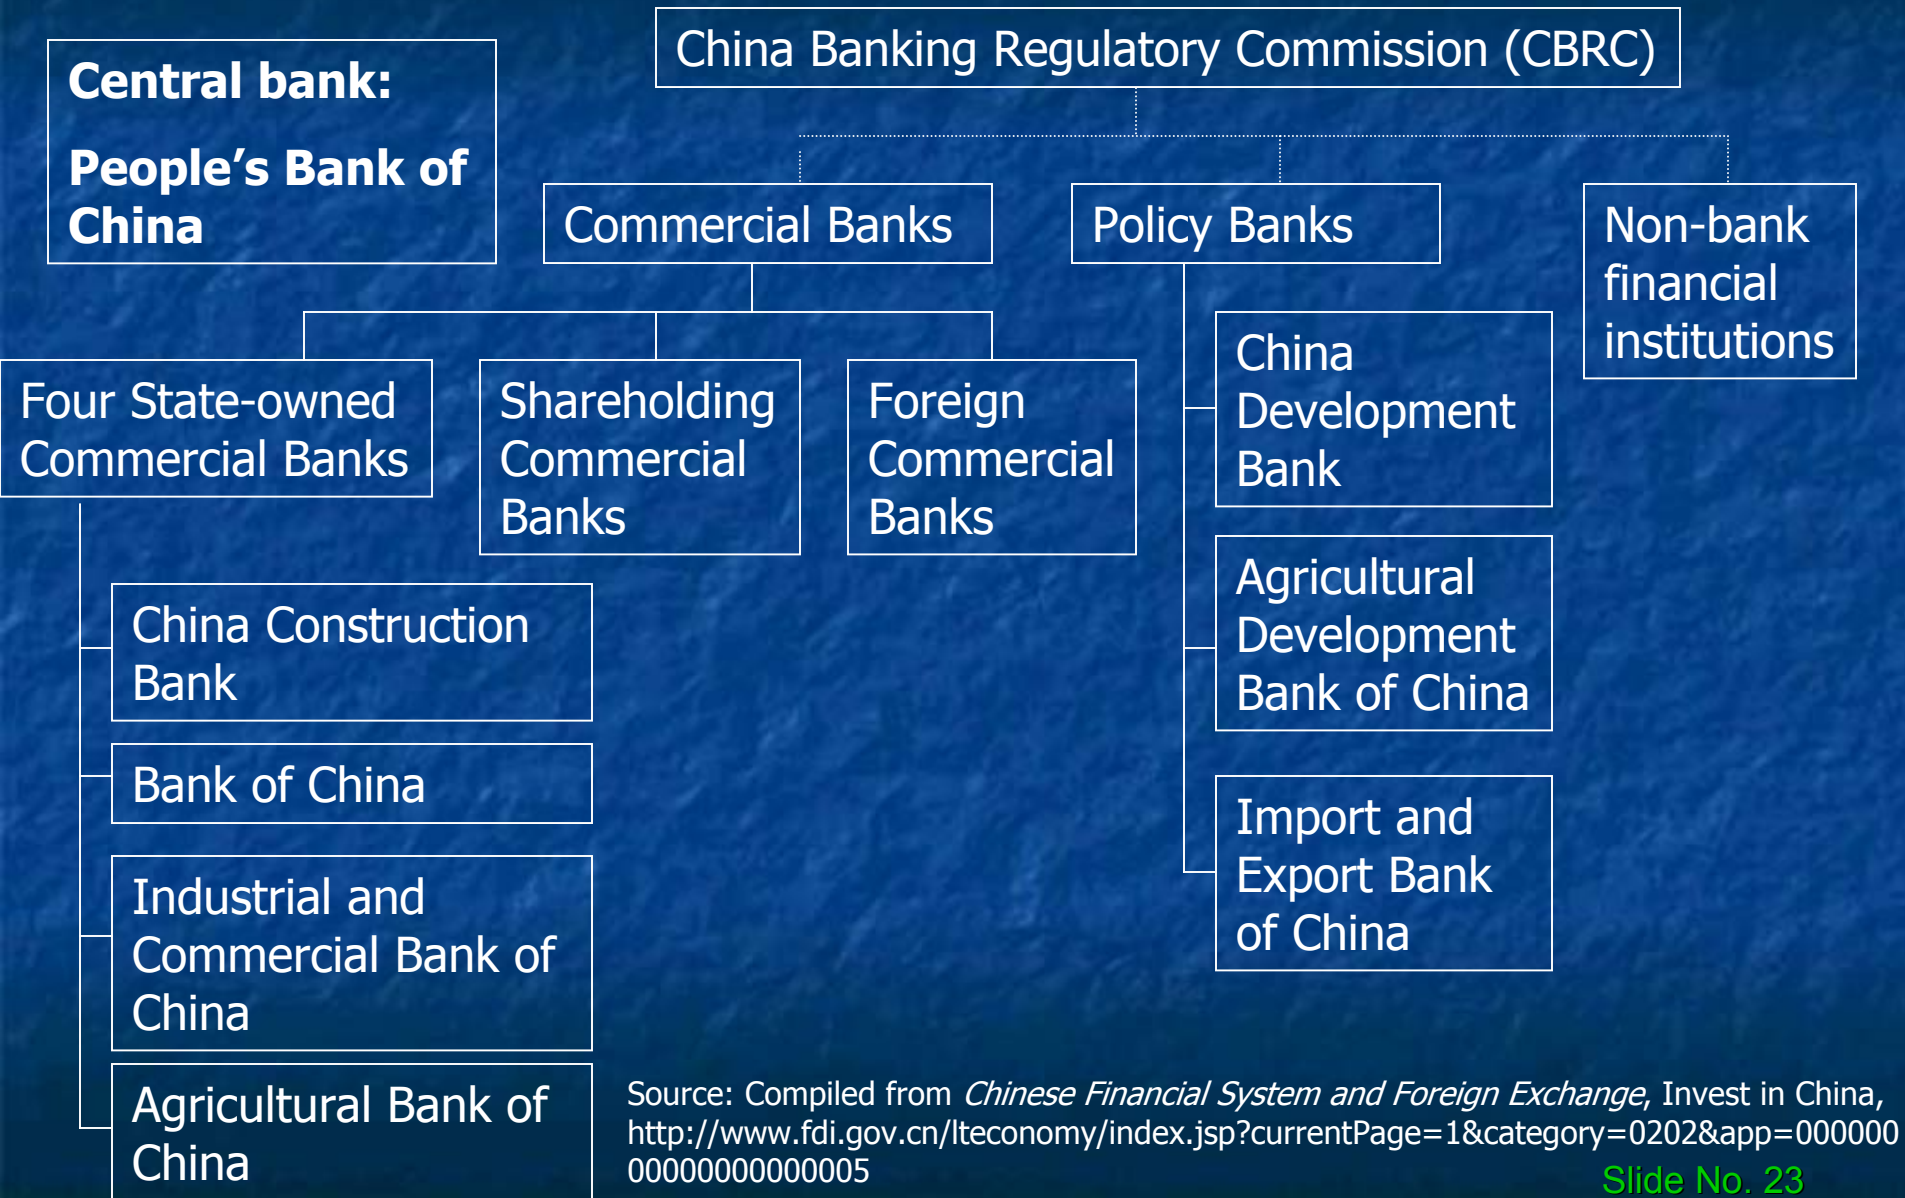 China Banking Regulatory Commission (CBRC)
Central bank:
People’s Bank of
China
Commercial Banks
Policy Banks
Non-bank
financial
institutions
Four State-owned
Commercial Banks
Shareholding
Commercial
Banks
Foreign
Commercial
Banks
China
Development
Bank
Agricultural
Development
Bank of China
Import and
Export Bank
of China
China Construction
Bank
Bank of China
Industrial and
Commercial Bank of
China
Agricultural Bank of
China
Source: Compiled from Chinese Financial System and Foreign Exchange, Invest in China,
http://www.fdi.gov.cn/lteconomy/index.jsp?currentPage=1&category=0202&app=000000
00000000000005
Slide No. 23